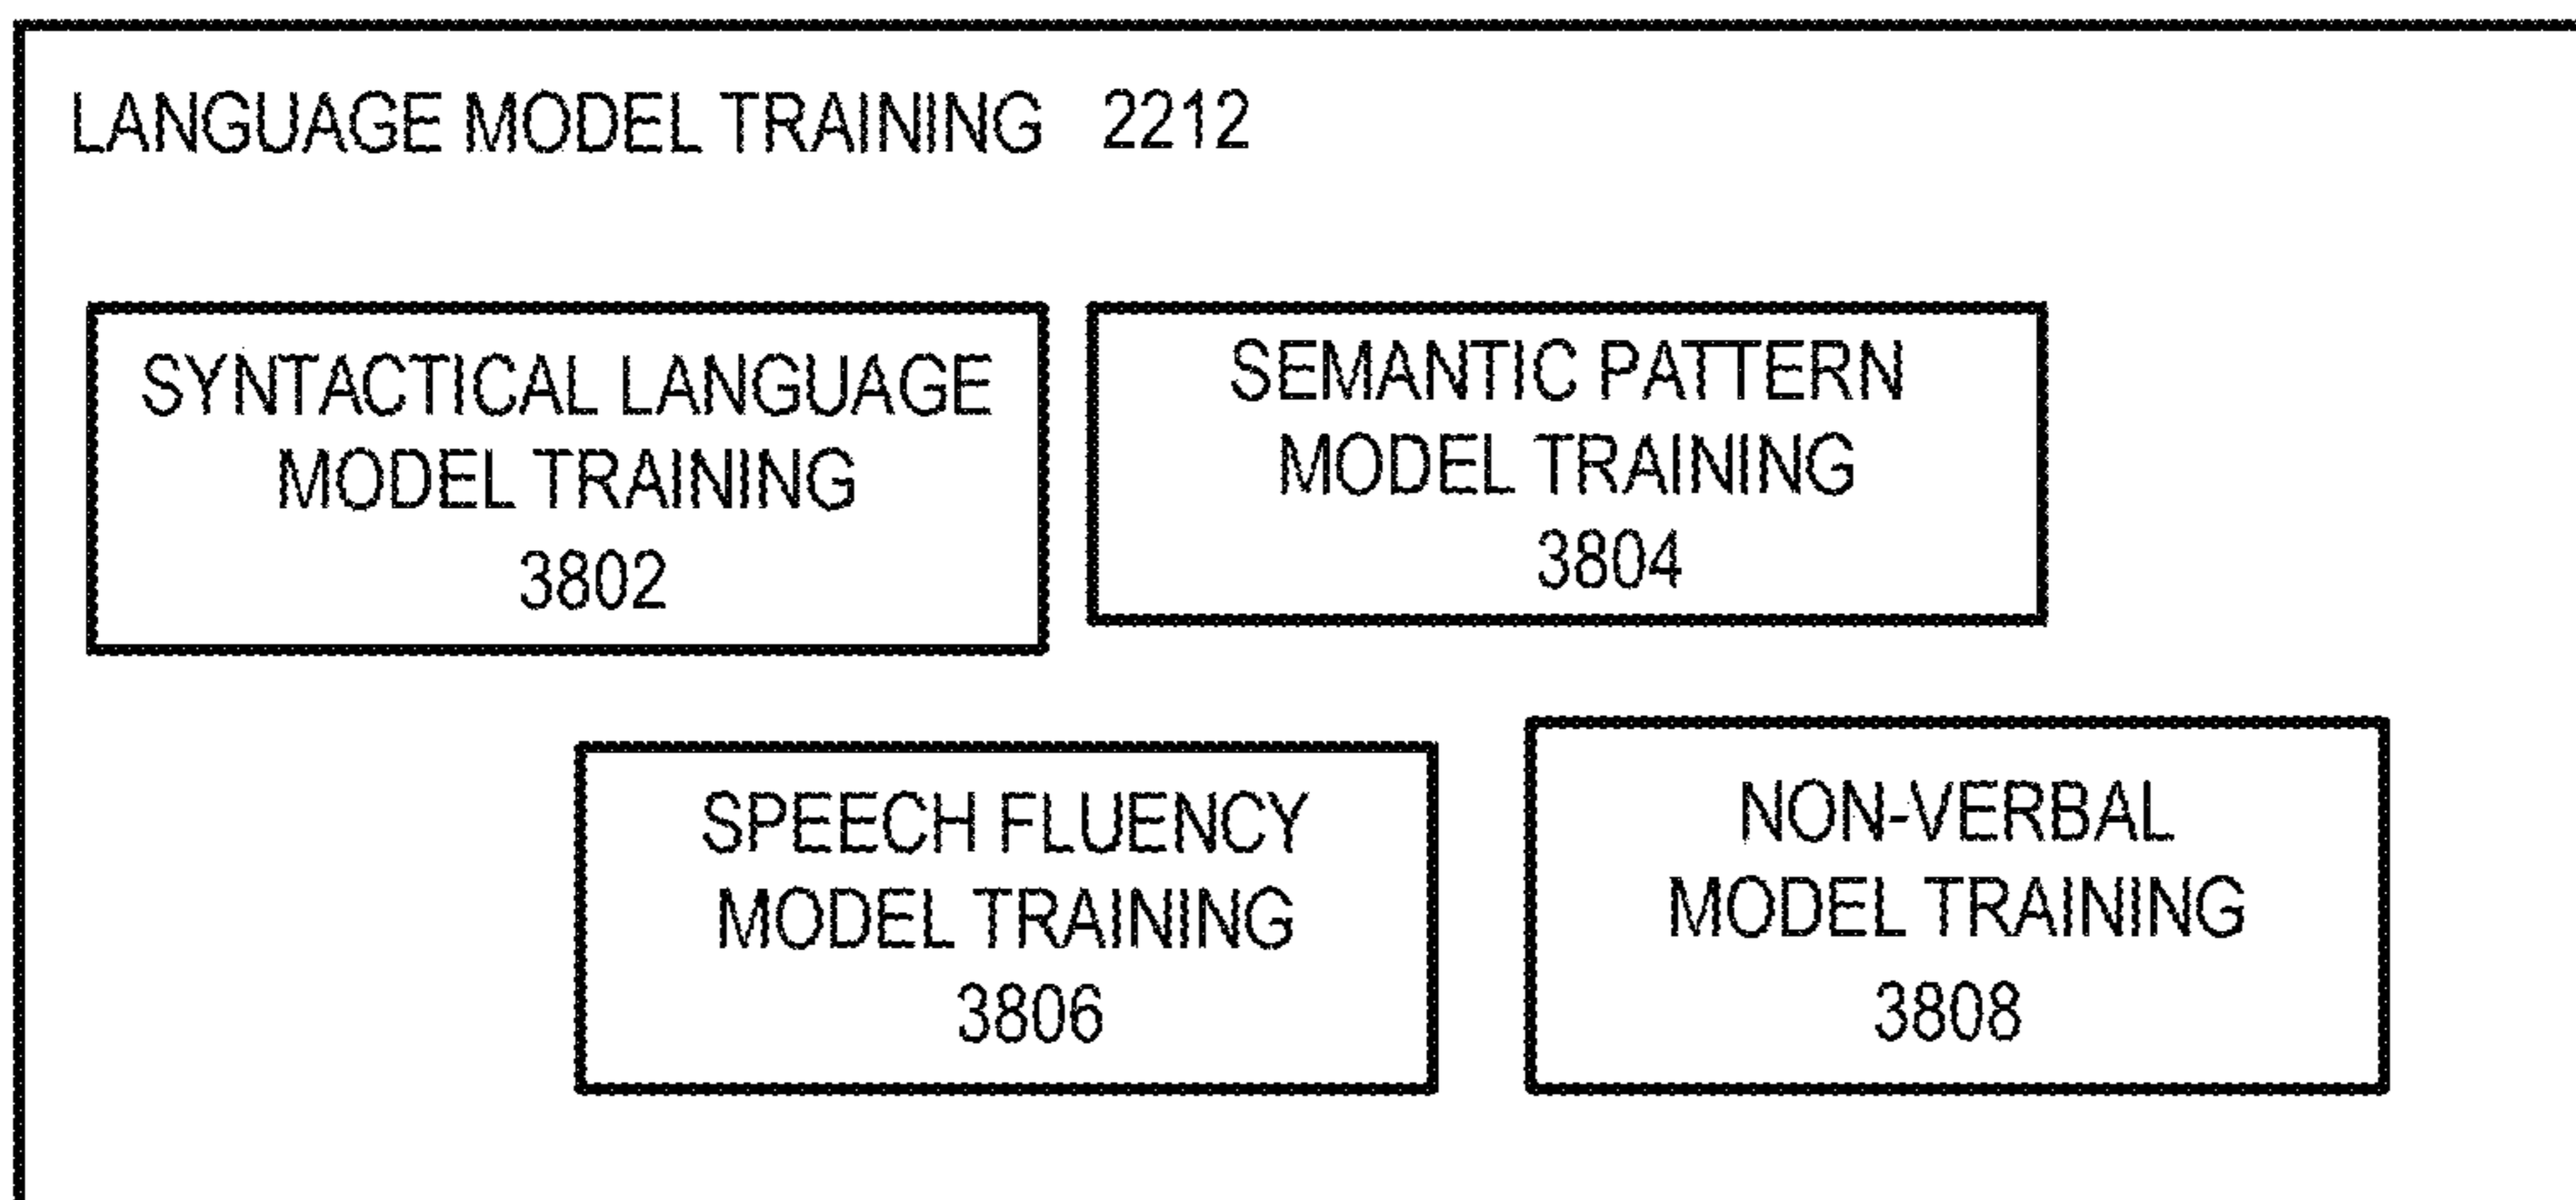 LANGUAGE MODEL TRAINING 2212
SYNTACTICAL LANGUAGE
MODEL TRAINING
3802
SEMANTIC PATTERN
MODEL TRAINING
3804
SPEECH FLUENCY
MODEL TRAINING
3806
NON-VERBAL
MODEL TRAINING
3808